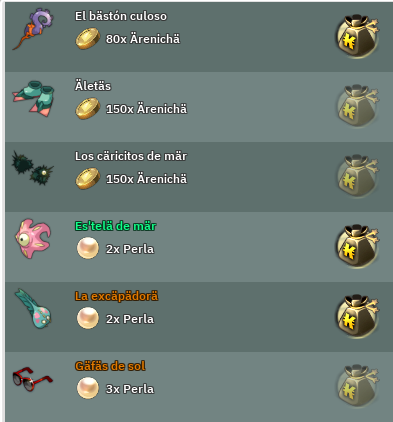 El bästón culoso
80x Ärenichä
Äletäs
150x Ärenichä
Los cäricitos de mär
150x Ärenichä
Es'telä de mär
2x Perla
La excäpädorä
2x Perla
Gäfäs de sol
3x Perla